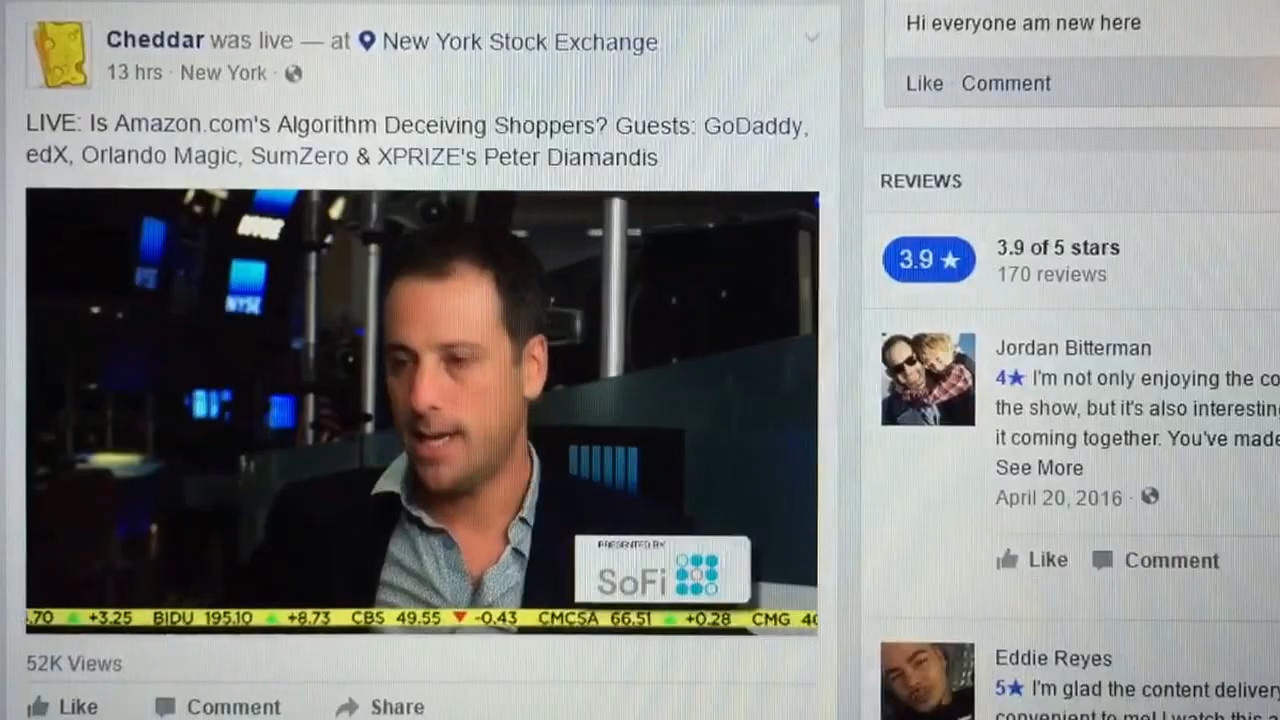 Cheddar was live — at New York Stock Exchange
13 hrs · New York ·
LIVE: Is Amazon.com's Algorithm Deceiving Shoppers? Guests: GoDaddy,
edX, Orlando Magic, SumZero & XPRIZE's Peter Diamandis
NYSE
PRESENTED BY
SoFi
.70 +3.25 BIDU 195.10 +8.73 CBS 49.55 -0.43 CMCSA 66.51 +0.28 CMG
52K Views
Like Comment Share
Hi everyone am new here
Like Comment
REVIEWS
3.9 ★
3.9 of 5 stars
170 reviews
Jordan Bitterman
4★ I'm not only enjoying the
the show, but it's also interesting
it coming together. You've made
See More
April 20, 2016 ·
Like Comment
Eddie Reyes
5★ I'm glad the content